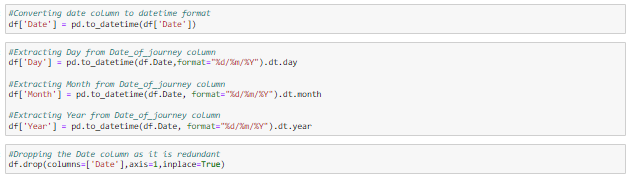 #Converting date column to datetime format
df['Date'] = pd.to_datetime(df['Date'])
#Extracting Day from Date_of_journey column
df['Day'] = pd.to_datetime(df.Date,format="%d/%m/%Y").dt.day
#Extracting Month from Date_of_journey column
df['Month'] = pd.to_datetime(df.Date, format="%d/%m/%Y").dt.month
#Extracting Year from Date_of_journey column
df['Year'] = pd.to_datetime(df.Date, format="%d/%m/%Y").dt.year
#Dropping the Date column as it is redundant
df.drop(columns=['Date'],axis=1,inplace=True)